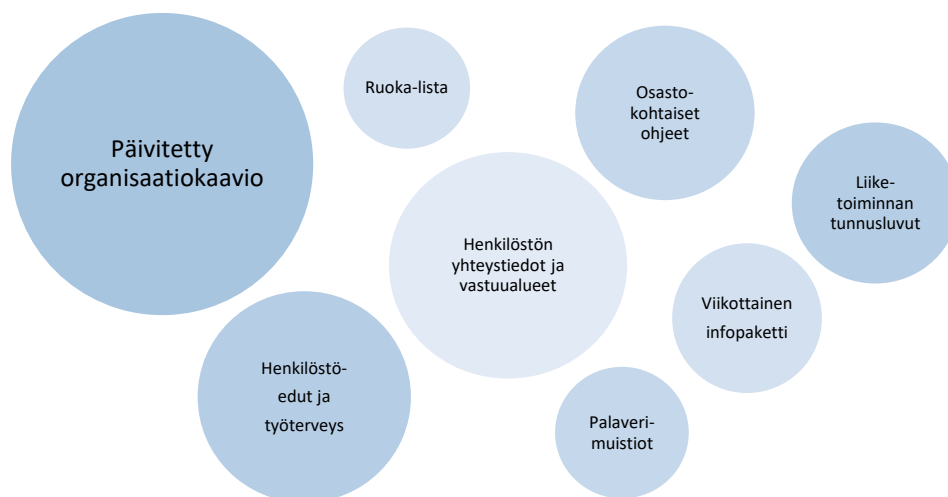 Päivitetty
organisaatiokaavio
Ruoka-lista
Osasto-
kohtaiset
ohjeet
Liike-
toiminnan
tunnusluvut
Henkilöstön
yhteystiedot ja
vastuualueet
Viikottainen
infopaketti
Henkilöstö-
edut ja
työterveys
Palaveri-
muistiot